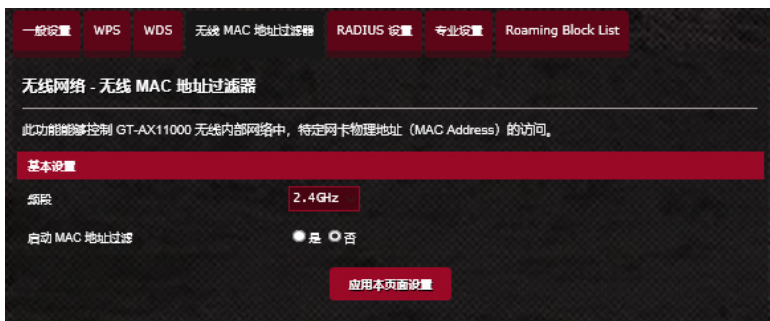 一般设置 WPS WDS 无线 MAC 地址过滤器 RADIUS 设置 专业设置 Roaming Block List
无线网络 - 无线 MAC 地址过滤器
此功能能够控制 GT-AX11000 无线内部网络中，特定网卡物理地址（MAC Address）的访问。
基本设置
频段 2.4GHz
启动 MAC 地址过滤 是 否
应用本页面设置